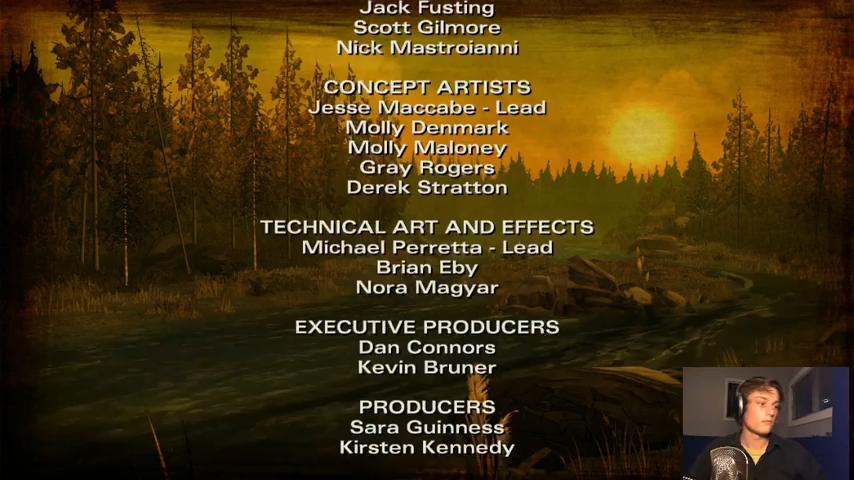 Jack Fusting
Scott Gilmore
Nick Mastroianni
CONCEPT ARTISTS
Jesse Maccabe - Lead
Molly Denmark
Molly Maloney
Gray Rogers
Derek Stratton
TECHNICAL ART AND EFFECTS
Michael Perretta - Lead
Brian Eby
Nora Magyar
EXECUTIVE PRODUCERS
Dan Connors
Kevin Bruner
PRODUCERS
Sara Guinness
Kirsten Kennedy